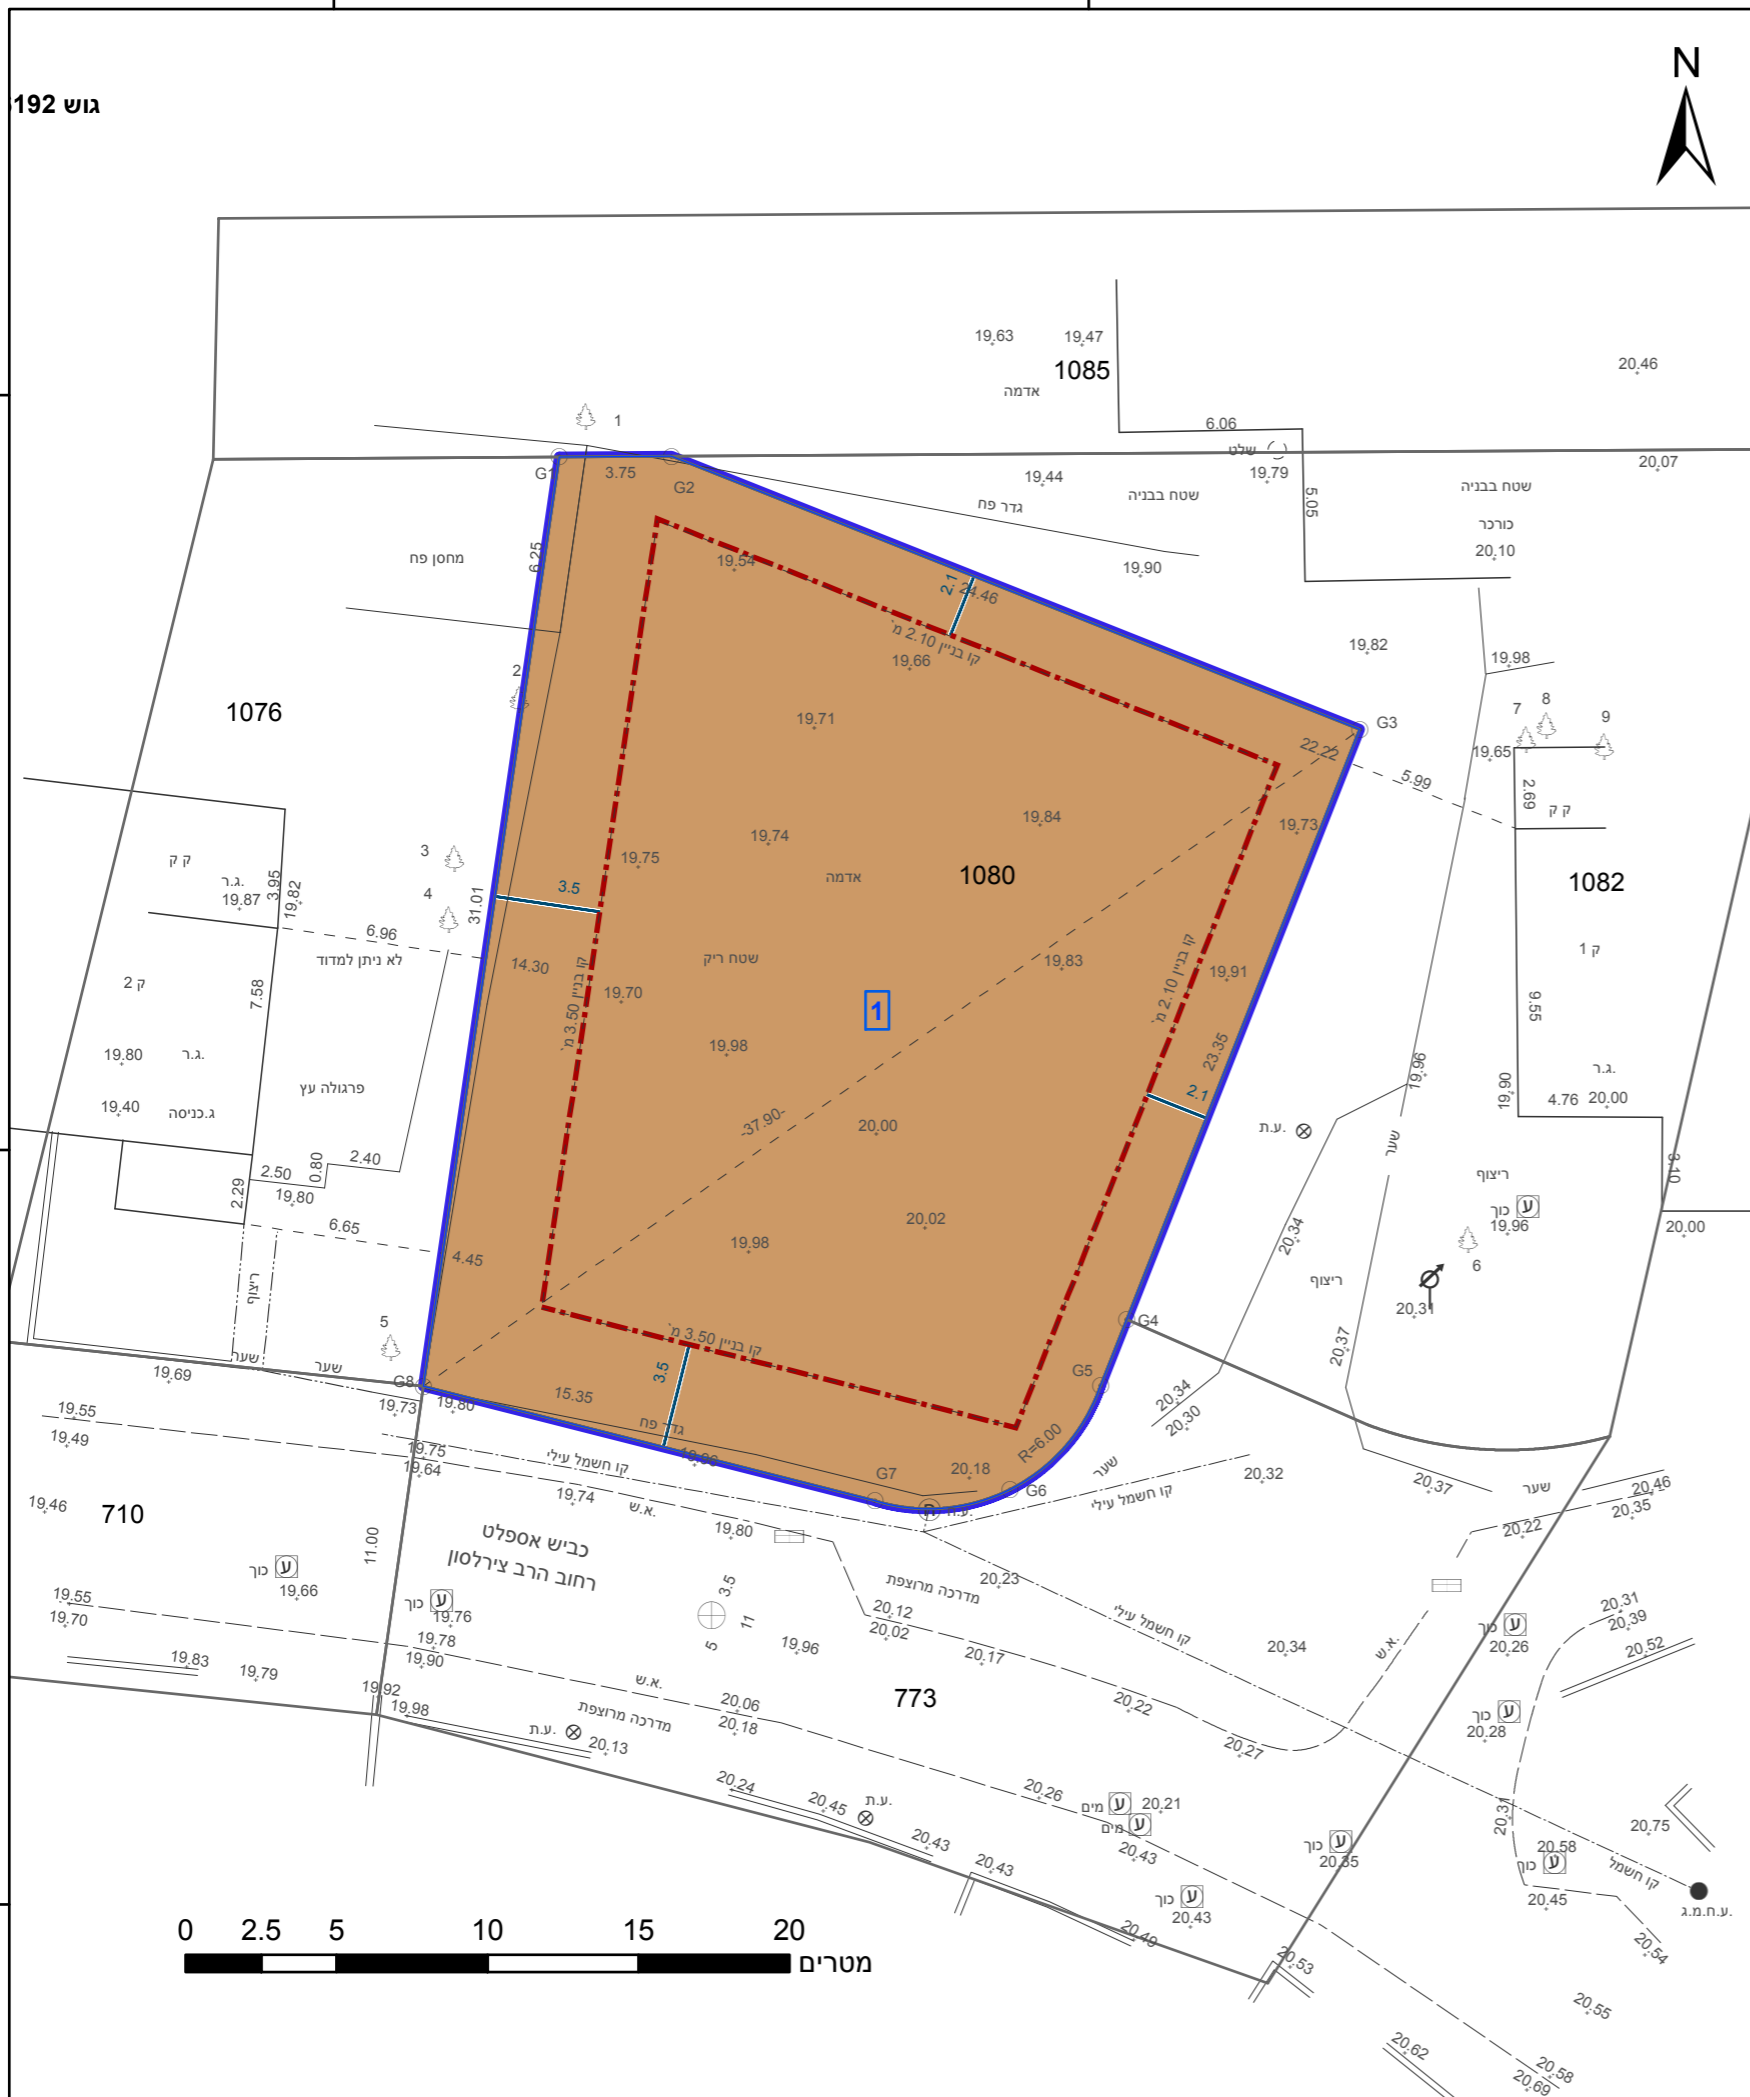 N
גוש 6192
19.63
19.47
1085
אדמה
20.46
1
6.06
שלט
19.79
20.07
G1
3.75
G2
19.44
גדר פח
שטח בבניה
5.05
שטח בבניה
כורכר
20.10
מחסן פח
6.25
19.54
2.1
24.46
19.90
קו בניין 2.10 מ`
19.66
19.82
19.98
2
1076
19.71
G3
22.22
7
8
9
19.65
5.99
2.69
ק ק
19.84
19.73
19.74
19.75
3
ק ק
ג.ר.
19.87
3.95
19.82
4
31.01
3.5
אדמה
1080
1082
6.96
לא ניתן למדוד
14.30
שטח ריק
19.83
קו בניין 2.10 מ`
19.91
ק 1
ק 2
7.58
19.70
קו בניין 3.50 מ`
1
9.55
19.80
ג.ר.
19.98
23.35
19.96
19.90
ג.ר.
פרגולה עץ
2.1
4.76
20.00
19.40
ג.כניסה
-37.90-
20.00
ע.ת.
שער
2.50
0.80
2.40
19.80
2.29
3.10
ריצוף
כוך
ע
19.96
6.65
20.02
20.34
20.00
4.45
19.98
6
ריצוף
ריצוף
20.31
5
קו בניין 3.50 מ`
G4
20.37
שער
שער
19.69
G8
19.73
19.80
15.35
3.5
G5
20.34
20.30
גדר פח
19.55
19.49
19.75
19.64
קו חשמל עילי
G7
20.18
R=6.00
G6
שער
20.32
20.37
שער
20.46
20.35
קו חשמל עילי
19.46
710
19.74
א.ש.
19.80
20.22
11.00
כביש אספלט
רחוב הרב צירלסון
כוך
ע
19.66
3.5
11
5
מדרכה מרוצפת
20.23
19.55
19.70
כוך
ע
19.76
19.78
19.90
20.12
20.02
קו חשמל עילי
20.31
20.39
כוך
ע
20.26
19.96
20.17
20.34
א.ש.
20.52
19.83
19.79
א.ש.
19.92
19.98
773
20.06
20.18
מדרכה מרוצפת
ע.ת.
20.13
20.22
20.27
כוך
ע
20.28
20.24
20.45
ע.ת.
20.43
20.26
מים
ע
20.21
מים
ע
20.43
20.31
כוך
ע
20.35
20.75
20.58
כוך
ע
קו חשמל
20.43
כוך
ע
20.43
20.45
ע.ח.מ.ג.
20.49
20.54
0 2.5 5 10 15 20
מטרים
20.53
20.55
20.62
20.58
20.69